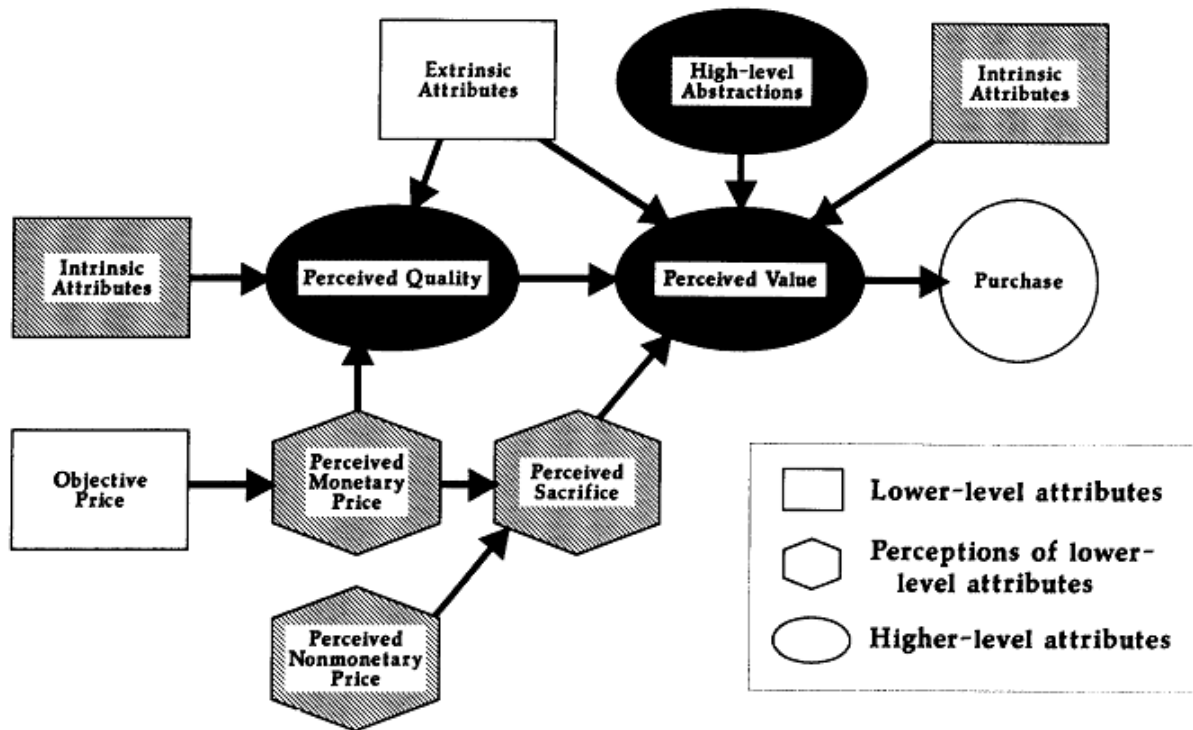 Extrinsic
Attributes
High-level
Abstractions
Intrinsic
Attributes
Intrinsic
Attributes
Perceived Quality
Perceived Value
Purchase
Objective
Price
Perceived
Monetary
Price
Perceived
Sacrifice
Perceived
Nonmonetary
Price
Lower-level attributes
Perceptions of lower-
level attributes
Higher-level attributes